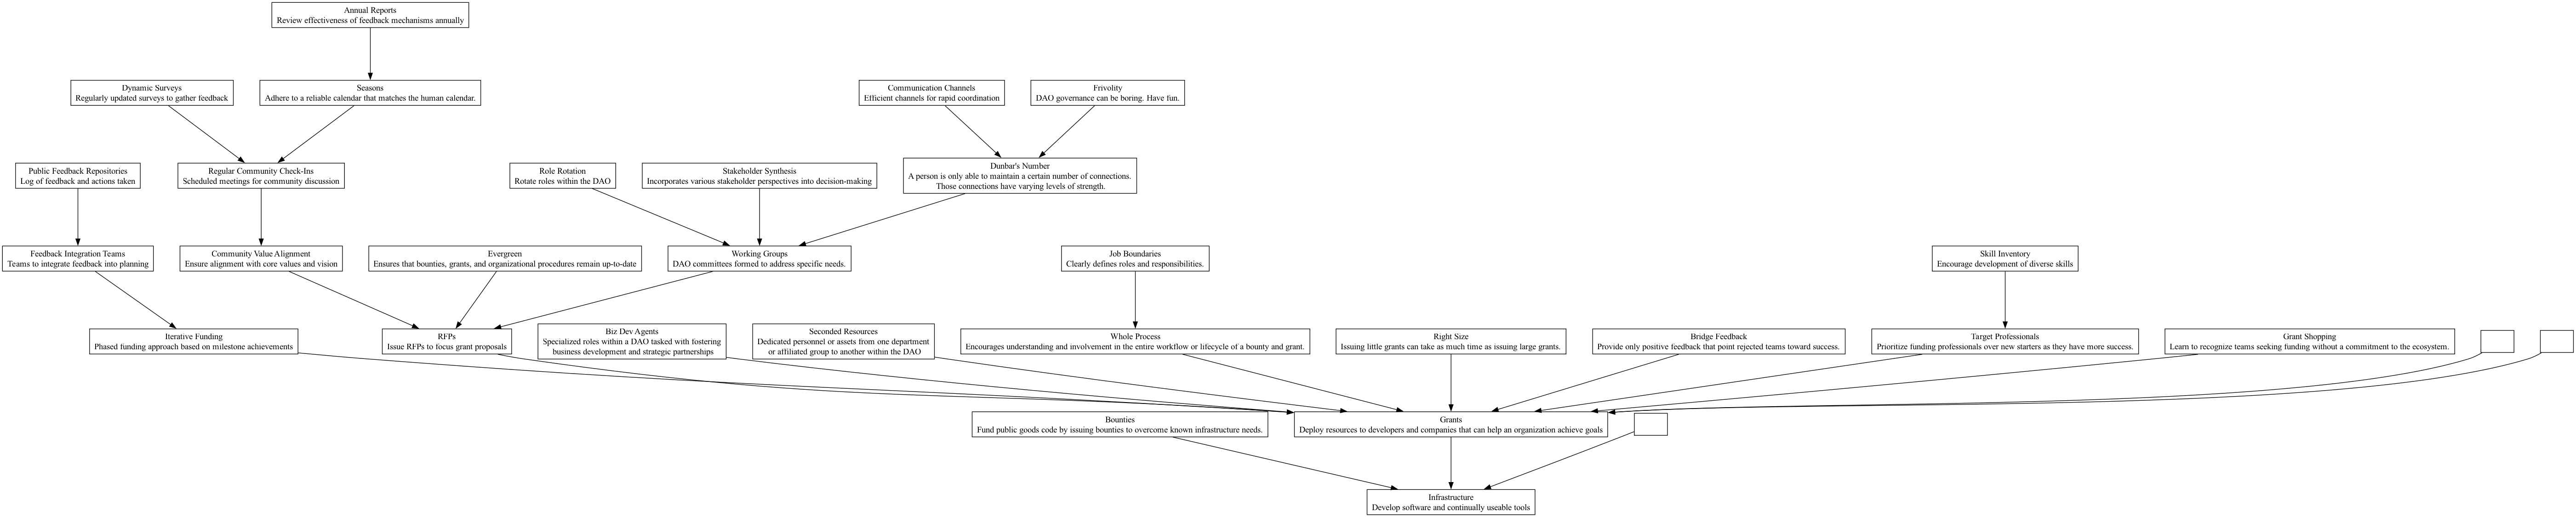 Annual Reports
Review effectiveness of feedback mechanisms annually
Dynamic Surveys
Regularly updated surveys to gather feedback
Seasons
Adhere to a reliable calendar that matches the human calendar.
Communication Channels
Efficient channels for rapid coordination
Frivolity
DAO governance can be boring. Have fun.
Public Feedback Repositories
Log of feedback and actions taken
Regular Community Check-Ins
Scheduled meetings for community discussion
Role Rotation
Rotate roles within the DAO
Stakeholder Synthesis
Incorporates various stakeholder perspectives into decision-making
Dunbar's Number
A person is only able to maintain a certain number of connections.
Those connections have varying levels of strength.
Feedback Integration Teams
Teams to integrate feedback into planning
Community Value Alignment
Ensure alignment with core values and vision
Evergreen
Ensures that bounties, grants, and organizational procedures remain up-to-date
Working Groups
DAO committees formed to address specific needs.
Job Boundaries
Clearly defines roles and responsibilities.
Skill Inventory
Encourage development of diverse skills
Iterative Funding
Phased funding approach based on milestone achievements
RFPs
Issue RFPs to focus grant proposals
Biz Dev Agents
Specialized roles within a DAO tasked with fostering
business development and strategic partnerships
Seconded Resources
Dedicated personnel or assets from one department
or affiliated group to another within the DAO
Whole Process
Encourages understanding and involvement in the entire workflow or lifecycle of a bounty and grant.
Right Size
Issuing little grants can take as much time as issuing large grants.
Bridge Feedback
Provide only positive feedback that point rejected teams toward success.
Target Professionals
Prioritize funding professionals over new starters as they have more success.
Grant Shopping
Learn to recognize teams seeking funding without a commitment to the ecosystem.
Bounties
Fund public goods code by issuing bounties to overcome known infrastructure needs.
Grants
Deploy resources to developers and companies that can help an organization achieve goals
Infrastructure
Develop software and continually useable tools